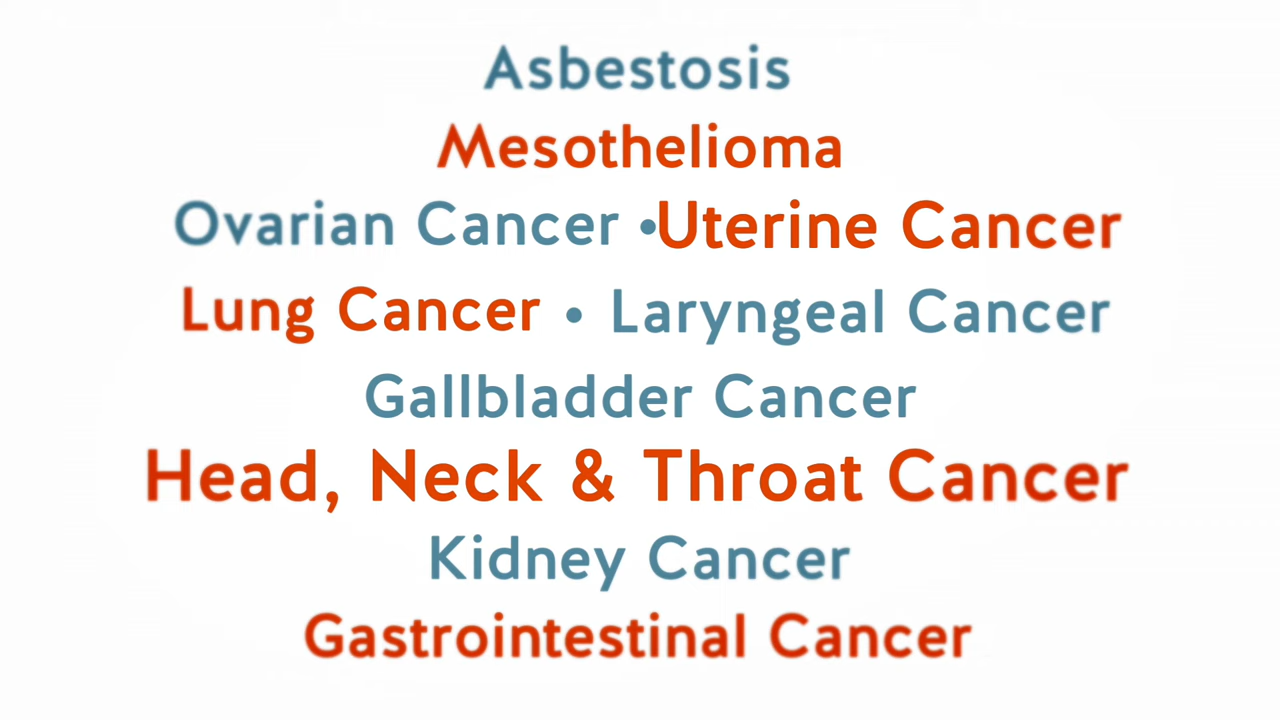 Asbestosis
Mesothelioma
Ovarian Cancer •Uterine Cancer
Lung Cancer • Laryngeal Cancer
Gallbladder Cancer
Head, Neck & Throat Cancer
Kidney Cancer
Gastrointestinal Cancer